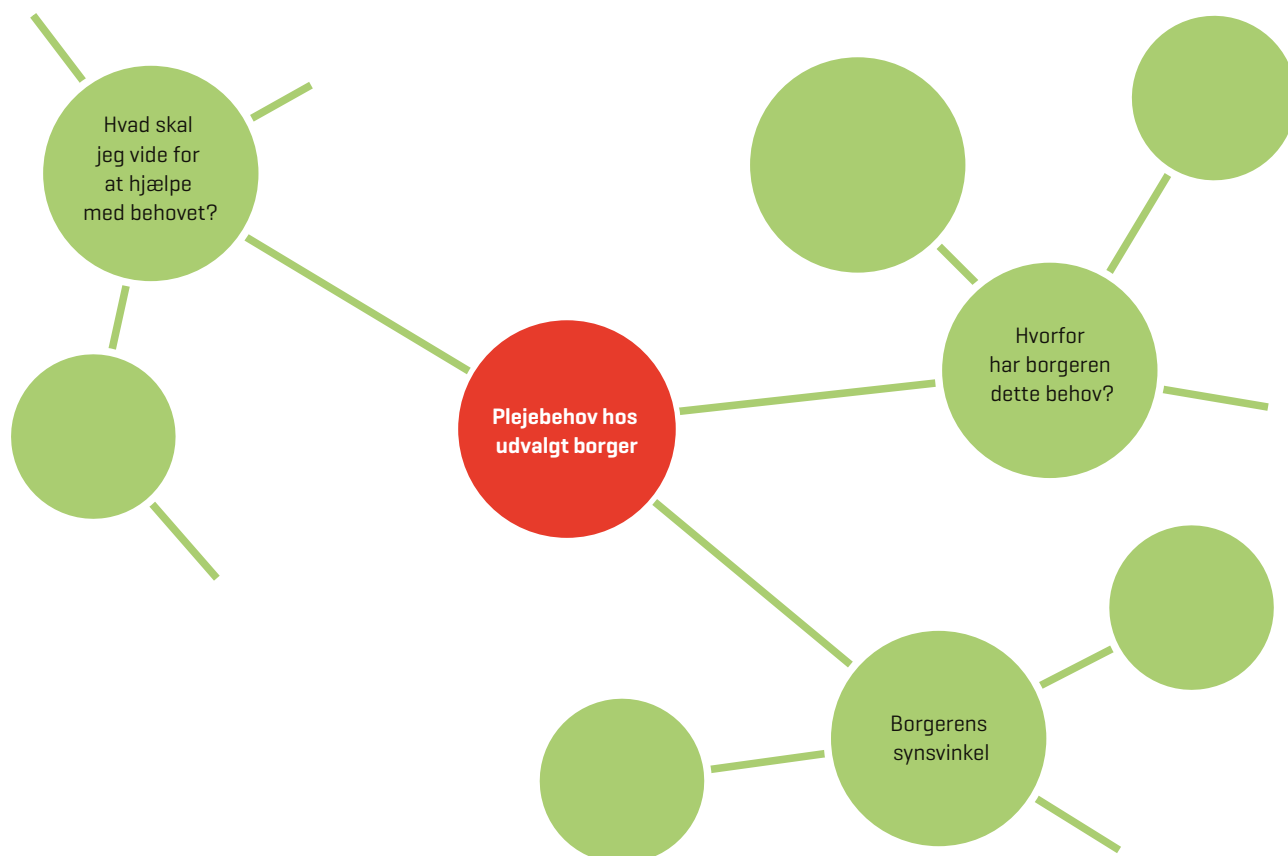 Hvad skal
jeg vide for
at hjælpe
med behovet?
Hvorfor
har borgeren
dette behov?
Plejebehov hos
udvalgt borger
Borgerens
synsvinkel